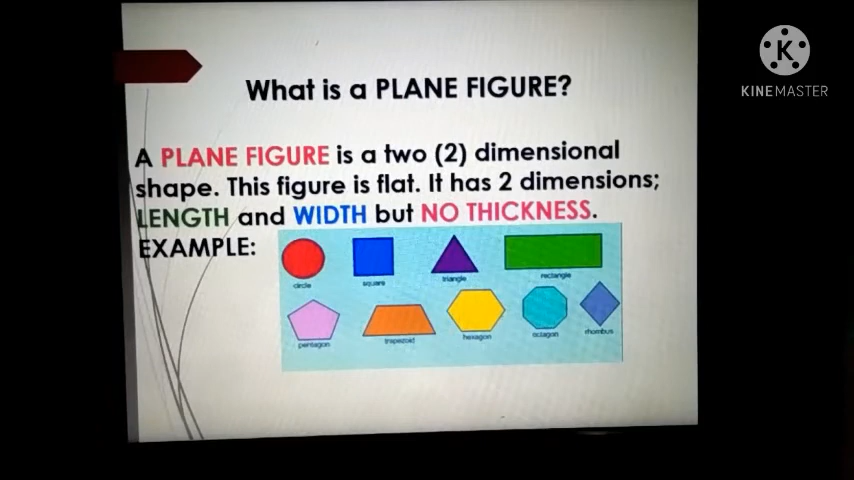 What is a PLANE FIGURE?
A PLANE FIGURE is a two (2) dimensional
shape. This figure is flat. It has 2 dimensions;
LENGTH and WIDTH but NO THICKNESS.
EXAMPLE:
circle
square
triangle
rectangle
pentagon
trapezoid
hexagon
octagon
rhombus
K
KINEMASTER